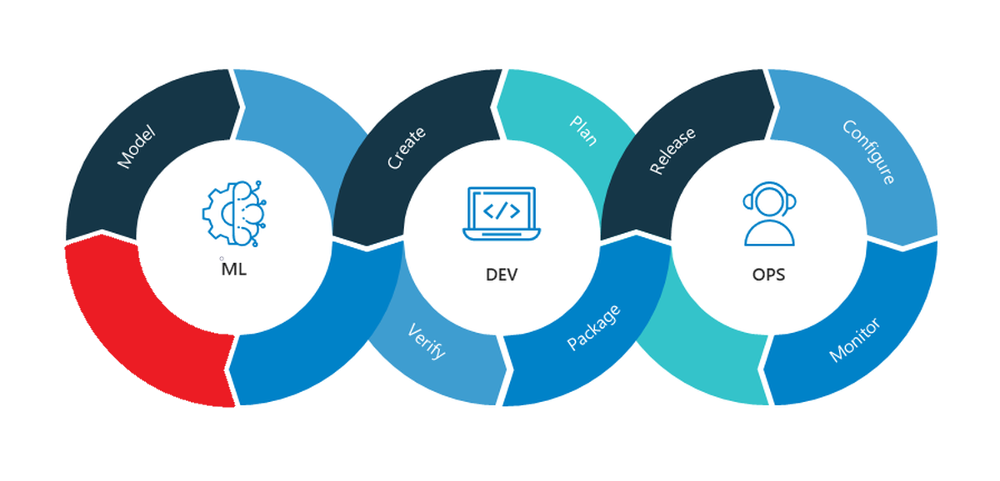 Model
ML
Create
Plan
DEV
Verify
Package
Release
Configure
OPS
Monitor